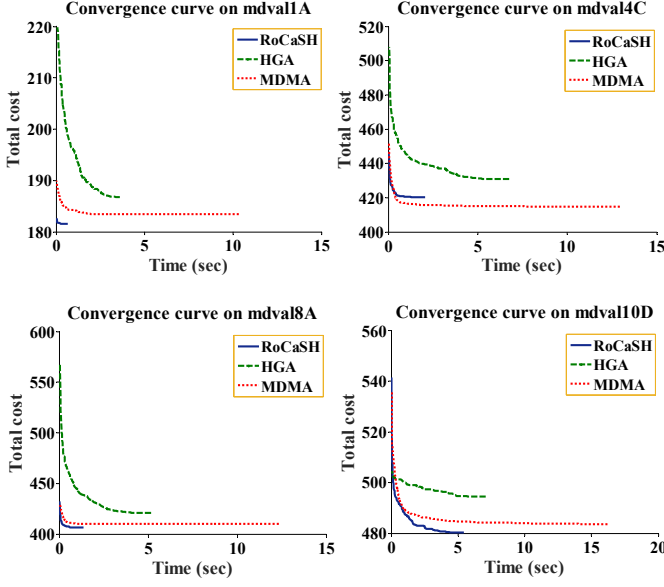 Convergence curve on mdval1A
220
210
200
190
180
0
5
10
15
Total cost
Time (sec)
RoCaSH
HGA
MDMA
Convergence curve on mdval4C
520
500
480
460
440
420
400
0
5
10
15
Total cost
Time (sec)
RoCaSH
HGA
MDMA
Convergence curve on mdval8A
600
550
500
450
400
0
5
10
15
Total cost
Time (sec)
RoCaSH
HGA
MDMA
Convergence curve on mdval10D
560
540
520
500
480
0
5
10
15
20
Total cost
Time (sec)
RoCaSH
HGA
MDMA